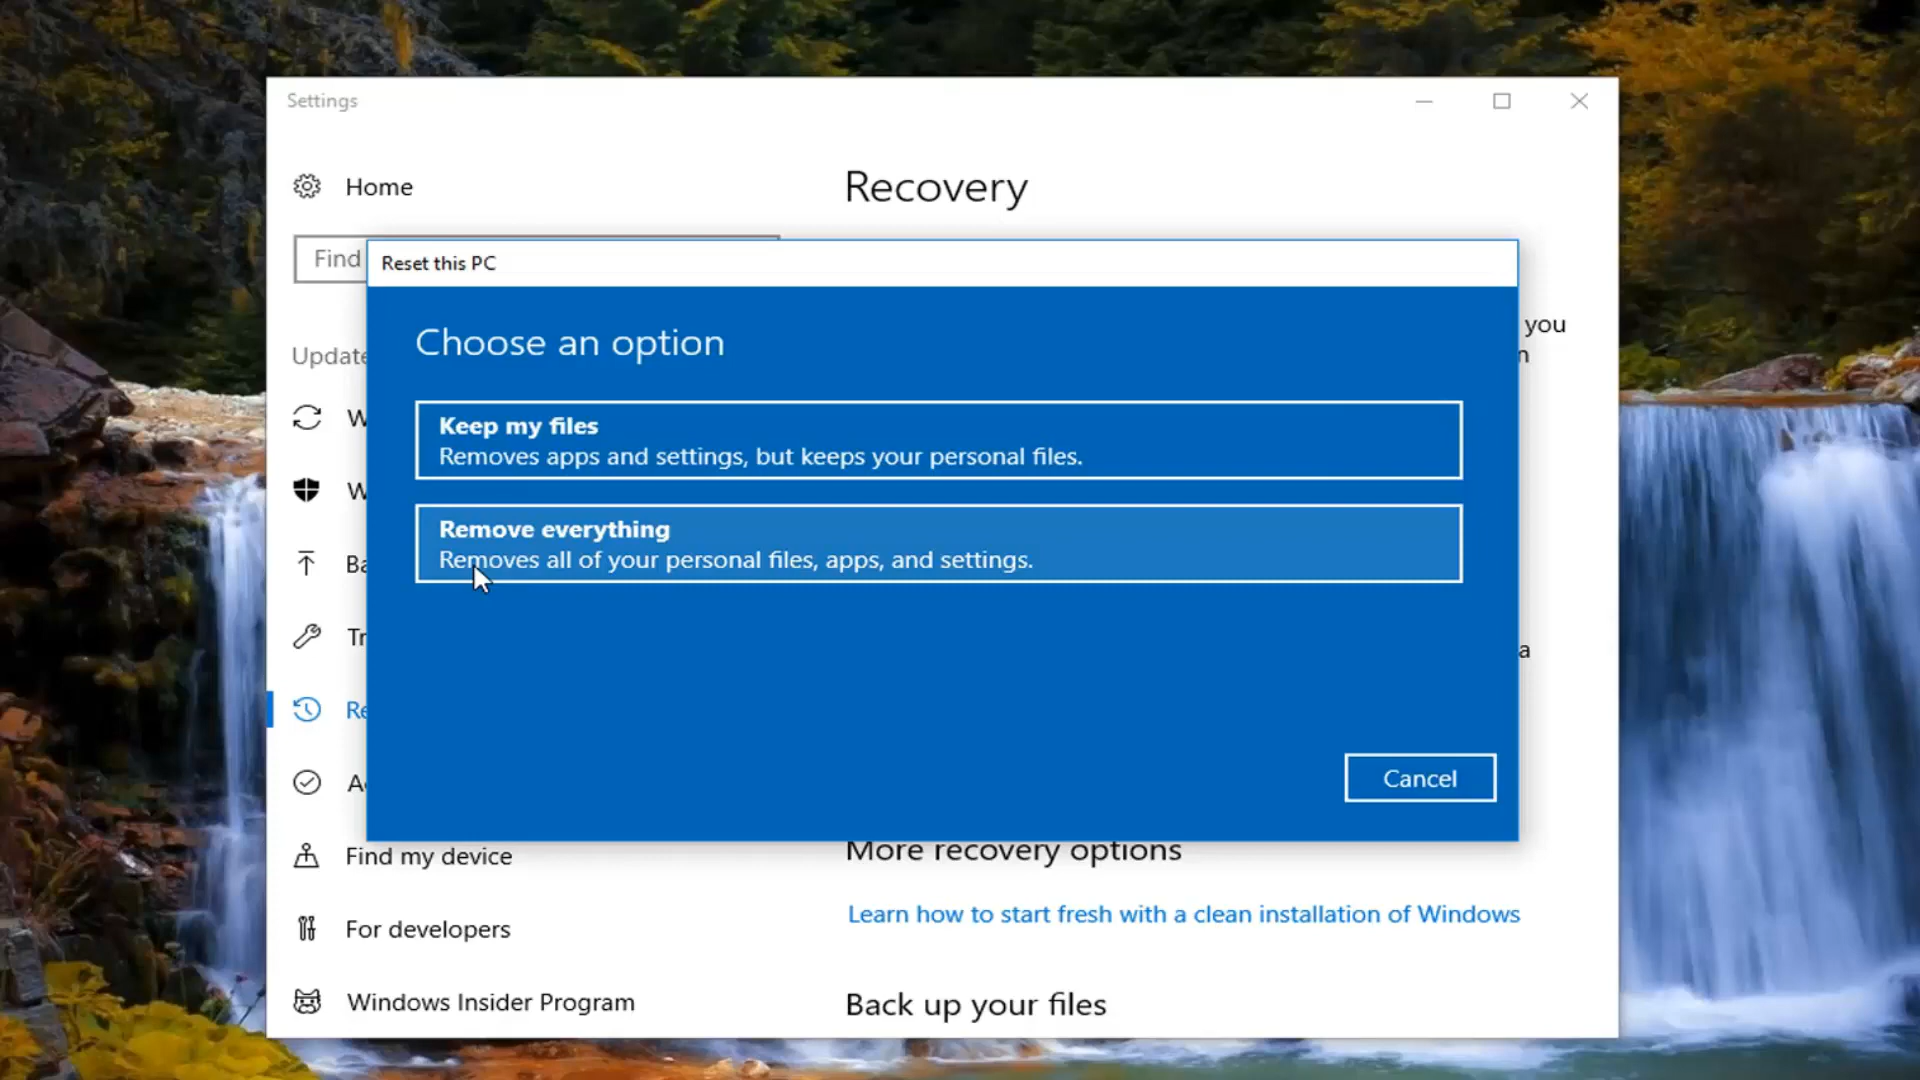 Settings
Home
Recovery
Find
Reset this PC
Choose an option
you
n
Update
Keep my files
Removes apps and settings, but keeps your personal files.
W
W
Remove everything
Removes all of your personal files, apps, and settings.
Ba
Tr
a
Re
Cancel
A
Find my device
More recovery options
Learn how to start fresh with a clean installation of Windows
For developers
Windows Insider Program
Back up your files